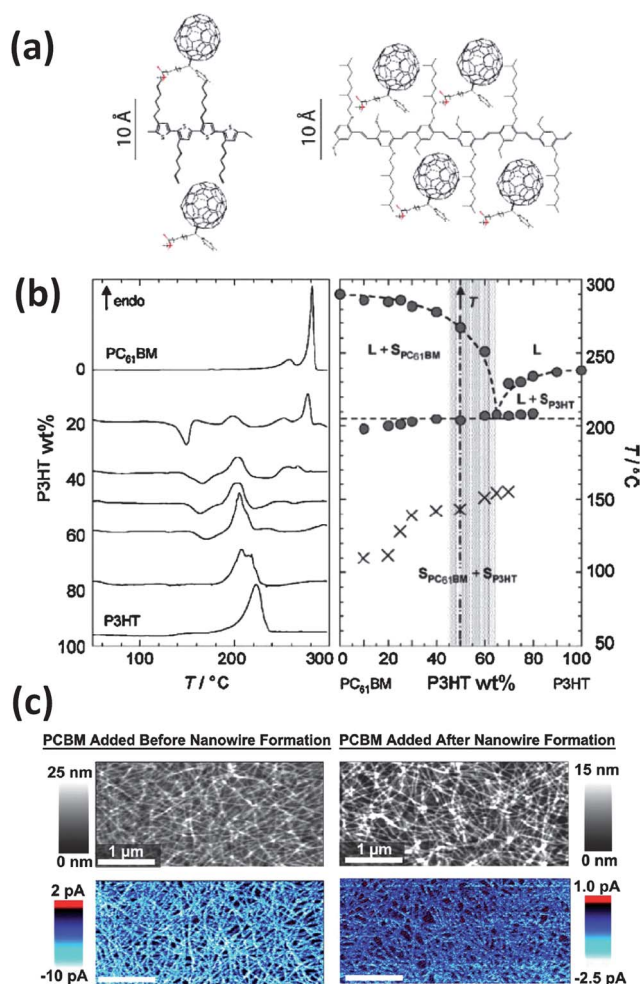 (a)
10 Å
10 Å
(b)
endo
PC61BM
P3HT
P3HT wt%
0
20
40
60
80
100
100
200
300
T / °C
T
L + SPC61BM
L
L + SP3HT
SPC61BM + SP3HT
300
250
200
150
100
50
T / °C
0
20
40
60
80
100
PC61BM
P3HT wt%
P3HT
(c)
PCBM Added Before Nanowire Formation
PCBM Added After Nanowire Formation
25 nm
0 nm
1 µm
1 µm
15 nm
0 nm
2 pA
-10 pA
1.0 pA
-2.5 pA